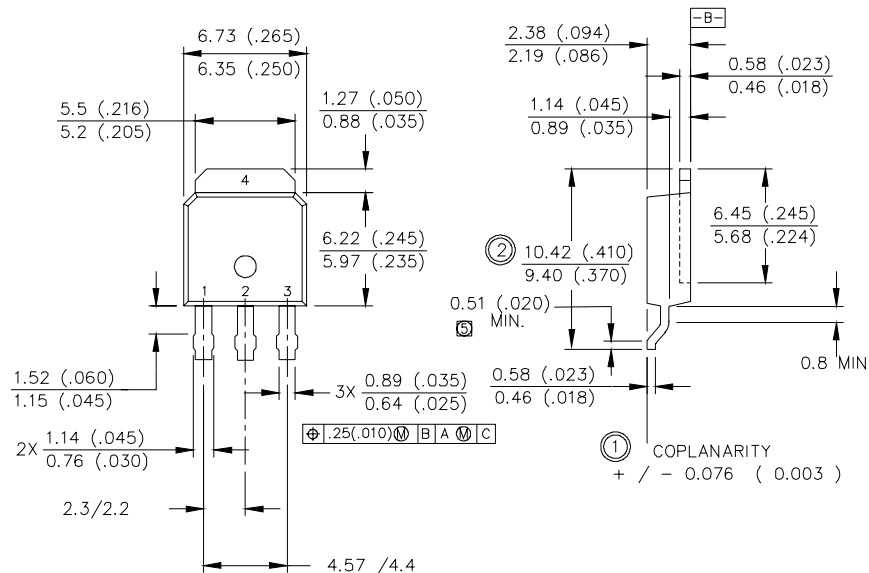 6.73 (.265)
6.35 (.250)
5.5 (.216)
5.2 (.205)
1.27 (.050)
0.88 (.035)
4
6.22 (.245)
5.97 (.235)
1 2 3
1.52 (.060)
1.15 (.045)
3X 0.89 (.035)
0.64 (.025)
.25(.010) M B A M C
2X 1.14 (.045)
0.76 (.030)
2.3/2.2
4.57 /4.4
-B-
2.38 (.094)
2.19 (.086)
0.58 (.023)
0.46 (.018)
1.14 (.045)
0.89 (.035)
6.45 (.245)
5.68 (.224)
2 10.42 (.410)
9.40 (.370)
0.51 (.020)
5 MIN.
0.8 MIN
0.58 (.023)
0.46 (.018)
1 COPLANARITY
+ / - 0.076 ( 0.003 )